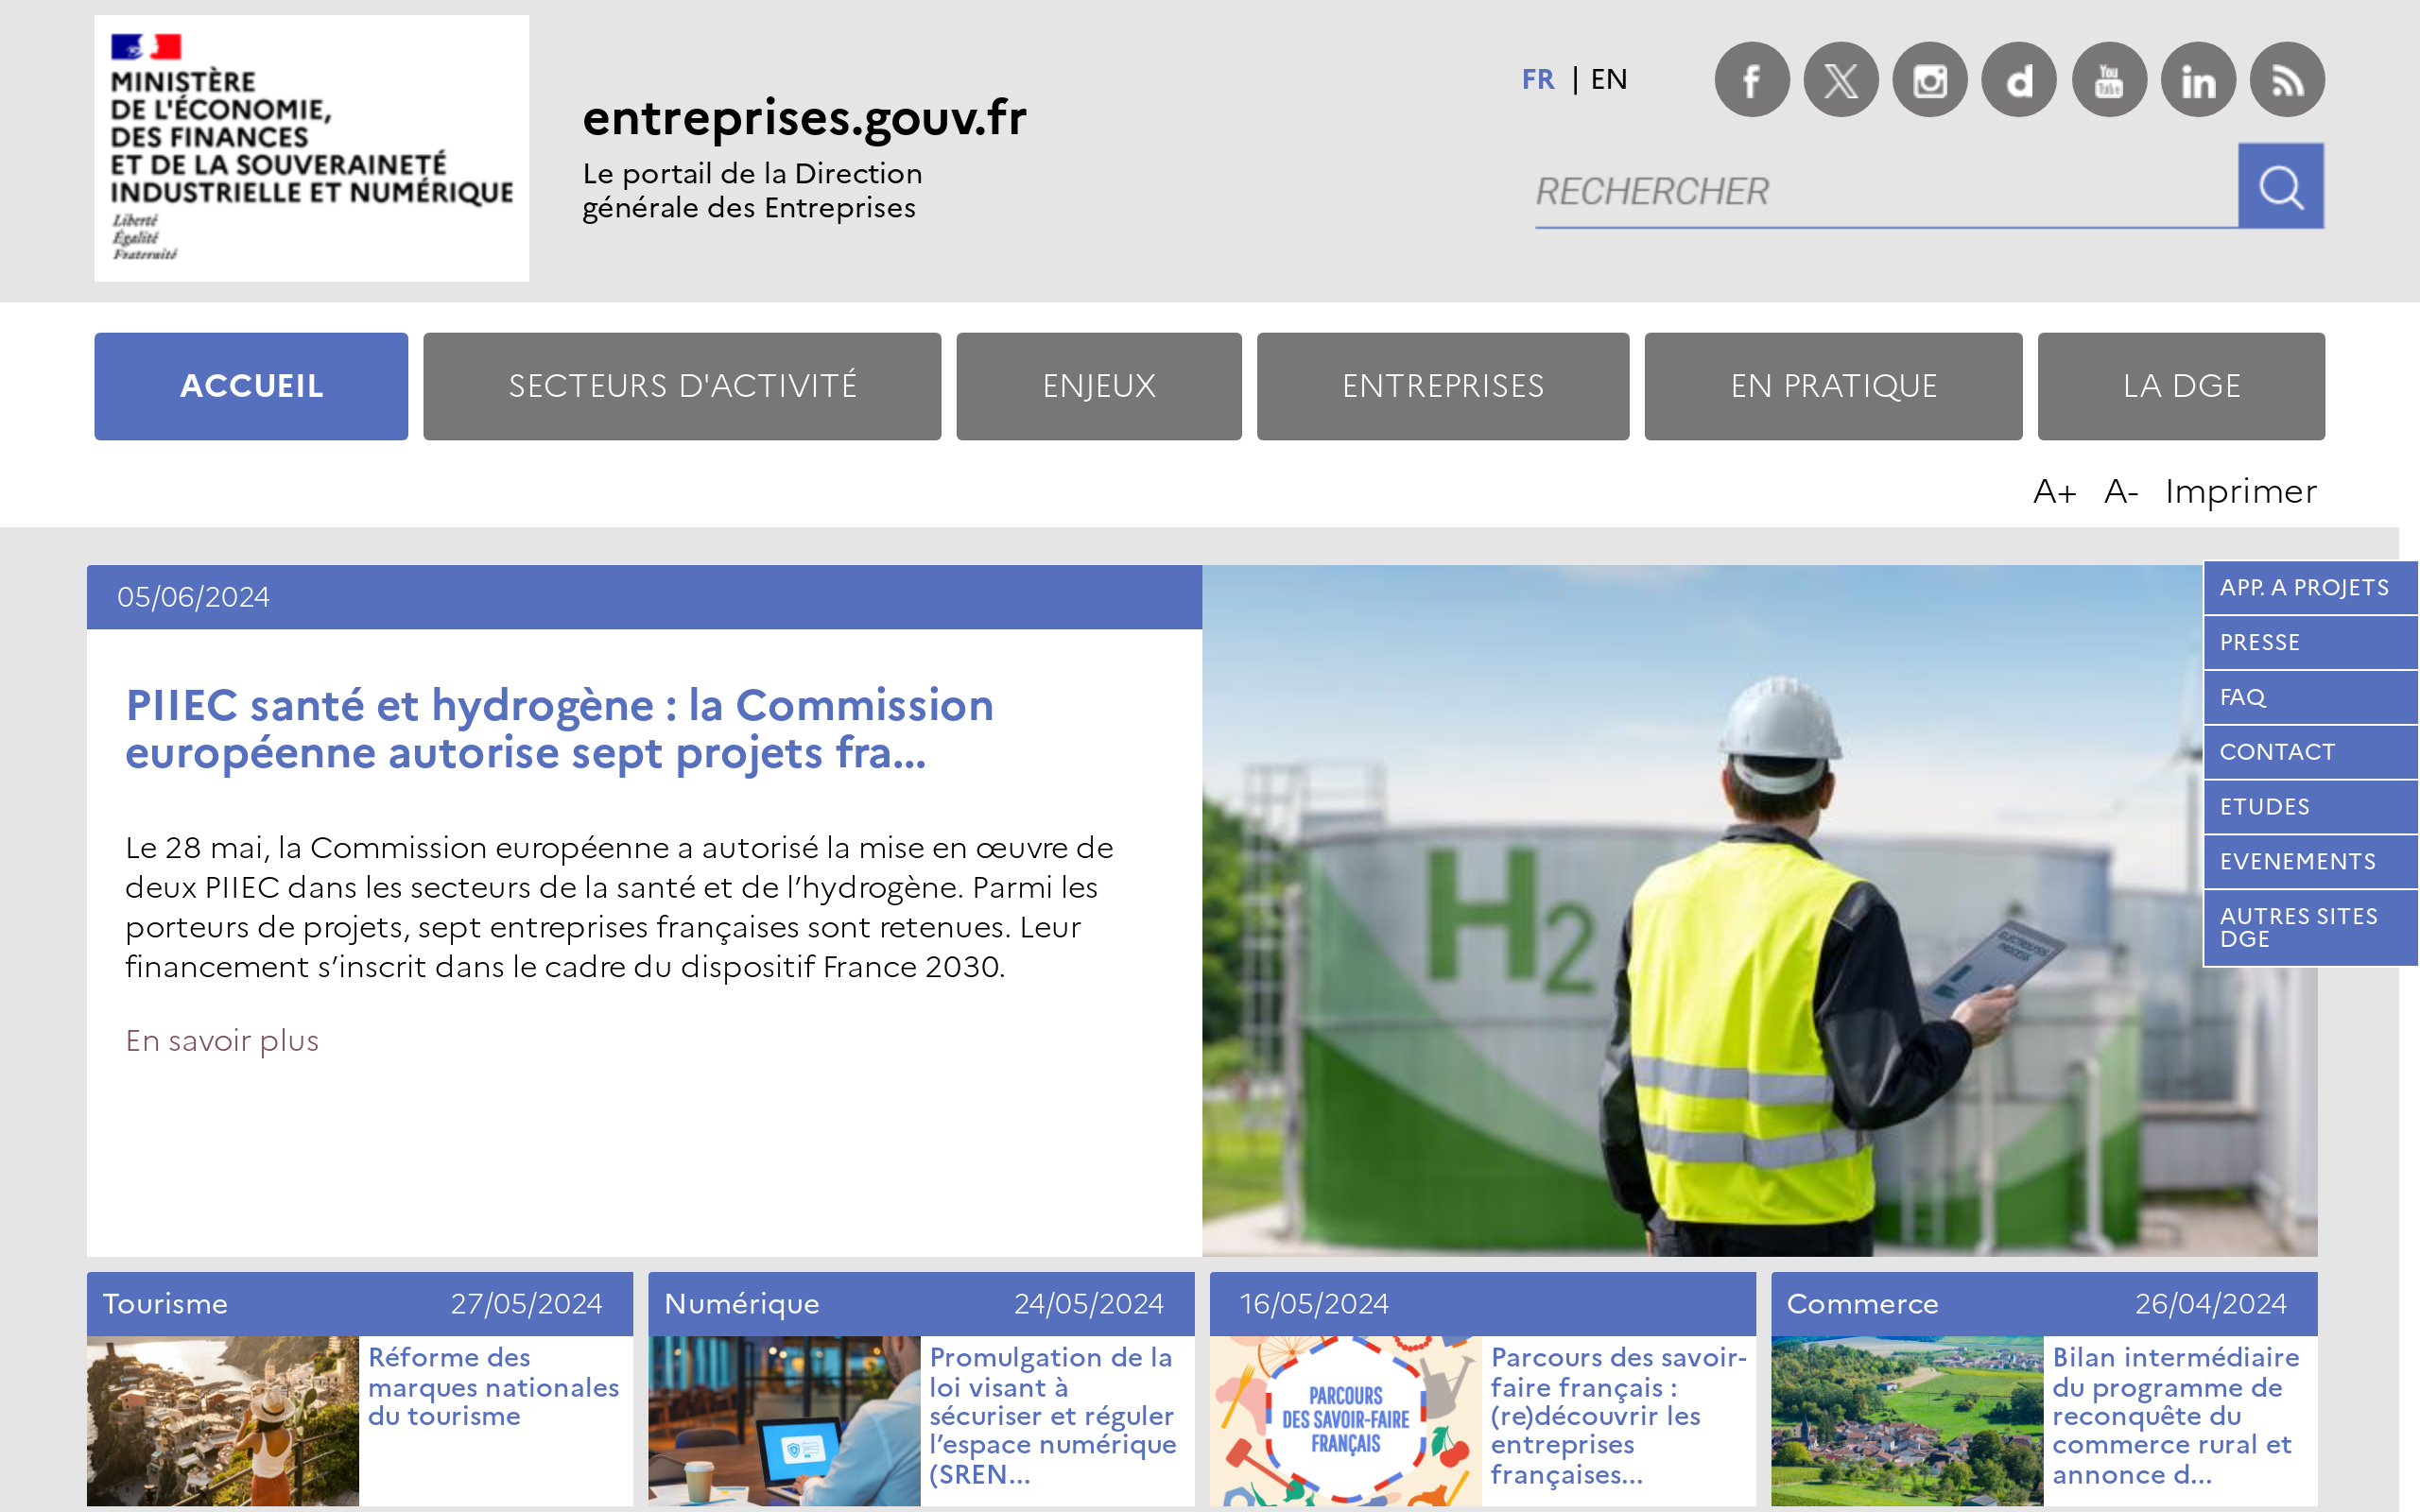 MINISTÈRE
DE L'ÉCONOMIE,
DES FINANCES
ET DE LA SOUVERAINETÉ
INDUSTRIELLE ET NUMÉRIQUE
Liberté
Égalité
Fraternité
entreprises.gouv.fr
Le portail de la Direction
générale des Entreprises
FR | EN
RECHERCHER
ACCUEIL
SECTEURS D'ACTIVITÉ
ENJEUX
ENTREPRISES
EN PRATIQUE
LA DGE
A+ A- Imprimer
05/06/2024
PIIEC santé et hydrogène : la Commission
européenne autorise sept projets fra...
Le 28 mai, la Commission européenne a autorisé la mise en œuvre de
deux PIIEC dans les secteurs de la santé et de l’hydrogène. Parmi les
porteurs de projets, sept entreprises françaises sont retenues. Leur
financement s’inscrit dans le cadre du dispositif France 2030.
En savoir plus
H2
ELECTROLYSIS
PROCESS
APP. A PROJETS
PRESSE
FAQ
CONTACT
ETUDES
EVENEMENTS
AUTRES SITES
DGE
Tourisme 27/05/2024
Réforme des
marques nationales
du tourisme
Numérique 24/05/2024
Promulgation de la
loi visant à
sécuriser et réguler
l’espace numérique
(SREN...
16/05/2024
PARCOURS
DES SAVOIR-FAIRE
FRANÇAIS
Parcours des savoir-
faire français :
(re)découvrir les
entreprises
françaises...
Commerce 26/04/2024
Bilan intermédiaire
du programme de
reconquête du
commerce rural et
annonce d...